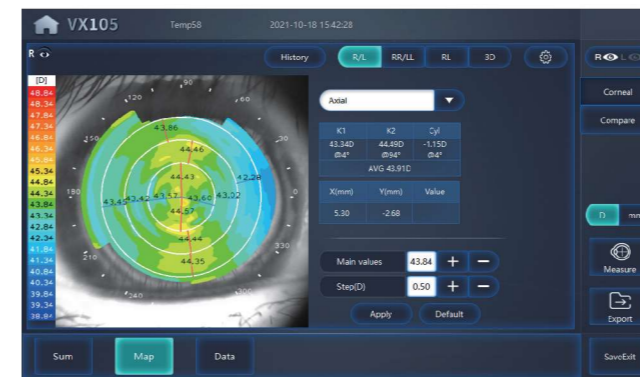 VX105
Temp58
2021-10-18 15:42:28
R
History
R/L
RR/LL
RL
3D
R L
[D]
48.84
48.34
47.84
47.34
46.84
46.34
45.84
45.34
44.84
44.34
43.84
43.34
42.84
42.34
41.84
41.34
40.84
40.34
39.84
39.34
38.84
90
120
60
150
30
180
0
210
330
240
300
43.86
44.46
44.43
42.28
43.45 43.42 43.57 43.60 43.02
44.57
44.44
44.35
Axial
K1 K2 Cyl
43.34D 44.49D -1.15D
@4° @94° @4°
AVG 43.91D
X(mm) Y(mm) Value
5.30 -2.68
Main values 43.84 + −
Step(D) 0.50 + −
Apply Default
Corneal
Compare
D mm
Measure
Export
Sum
Map
Data
SaveExit